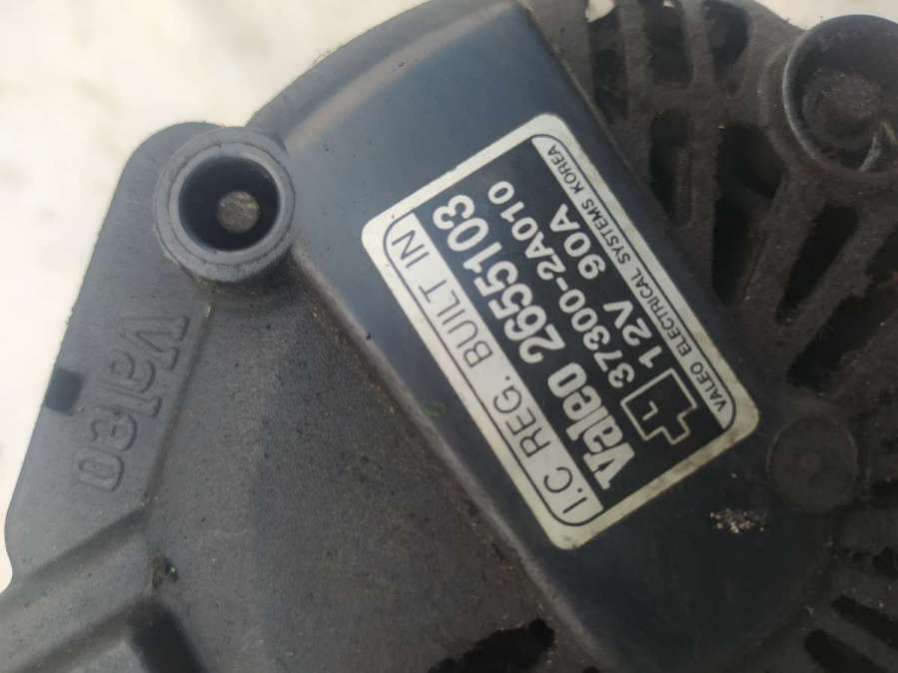 I.C REG. BUILT IN
Valeo 2655103
37300-2A010
12V 90A
VALEO ELECTRICAL SYSTEMS KOREA
Valeo